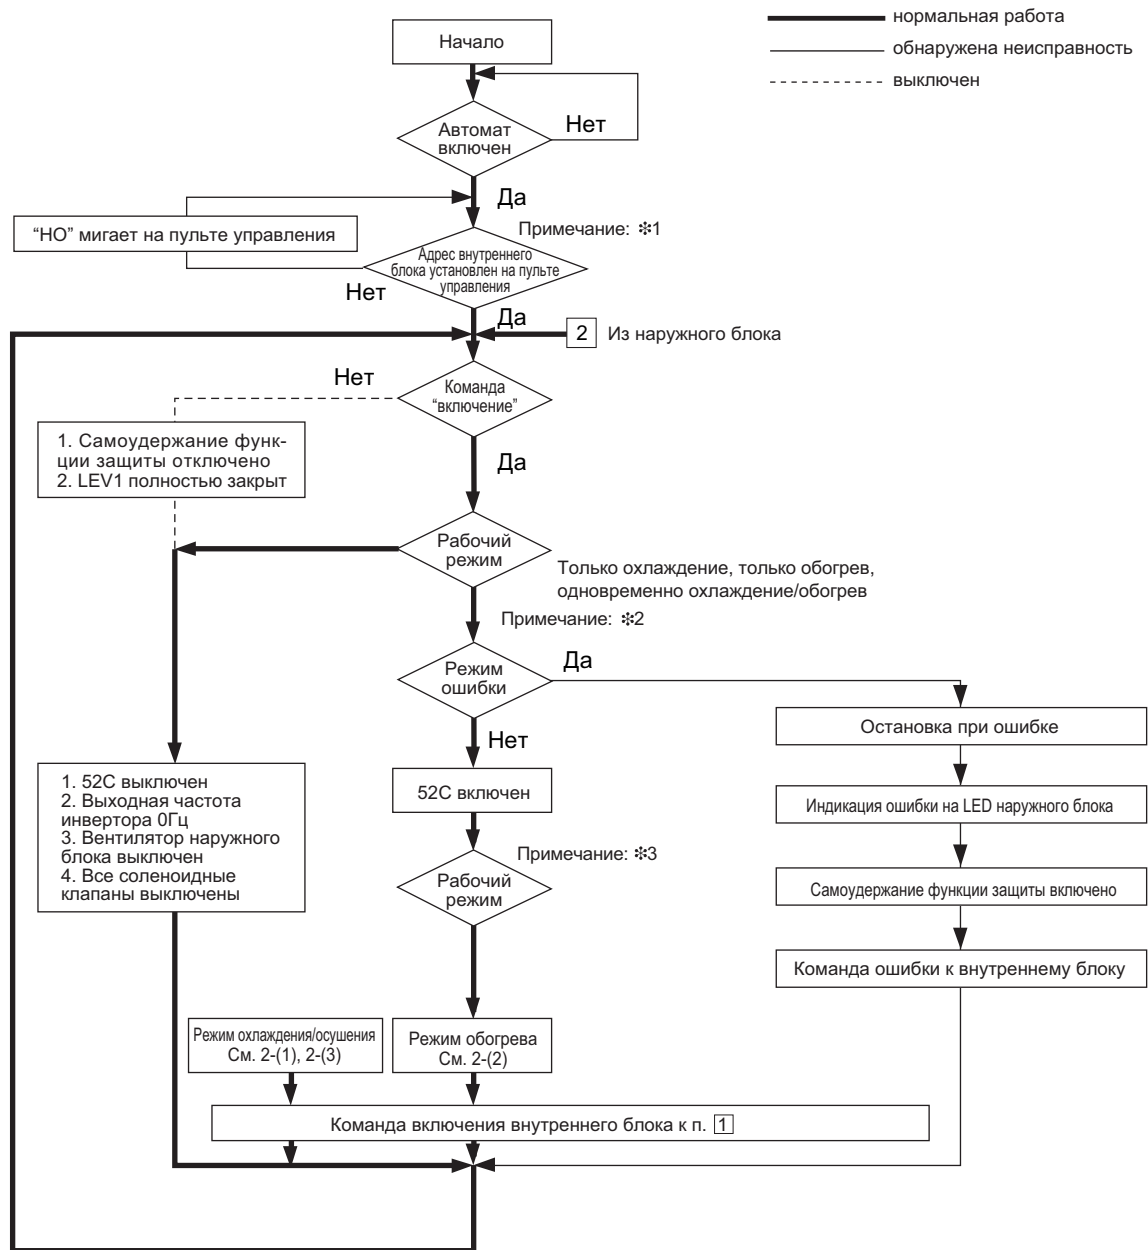 нормальная работа
обнаружена неисправность
выключен
Начало
Автомат
включен
Нет
Да
“HO” мигает на пульте управления
Примечание: ✽1
Адрес внутреннего
блока установлен на пульте
управления
Нет
Да
2 Из наружного блока
Нет
Команда
“включение”
1. Самоудержание функ-
ции защиты отключено
2. LEV1 полностью закрыт
Да
Рабочий
режим
Только охлаждение, только обогрев,
одновременно охлаждение/обогрев
Примечание: ✽2
Режим
ошибки
Да
Нет
Остановка при ошибке
1. 52C выключен
2. Выходная частота
инвертора 0Гц
3. Вентилятор наружного
блока выключен
4. Все соленоидные
клапаны выключены
52C включен
Индикация ошибки на LED наружного блока
Примечание: ✽3
Рабочий
режим
Самоудержание функции защиты включено
Команда ошибки к внутреннему блоку
Режим охлаждения/осушения
См. 2-(1), 2-(3)
Режим обогрева
См. 2-(2)
Команда включения внутреннего блока к п. 1